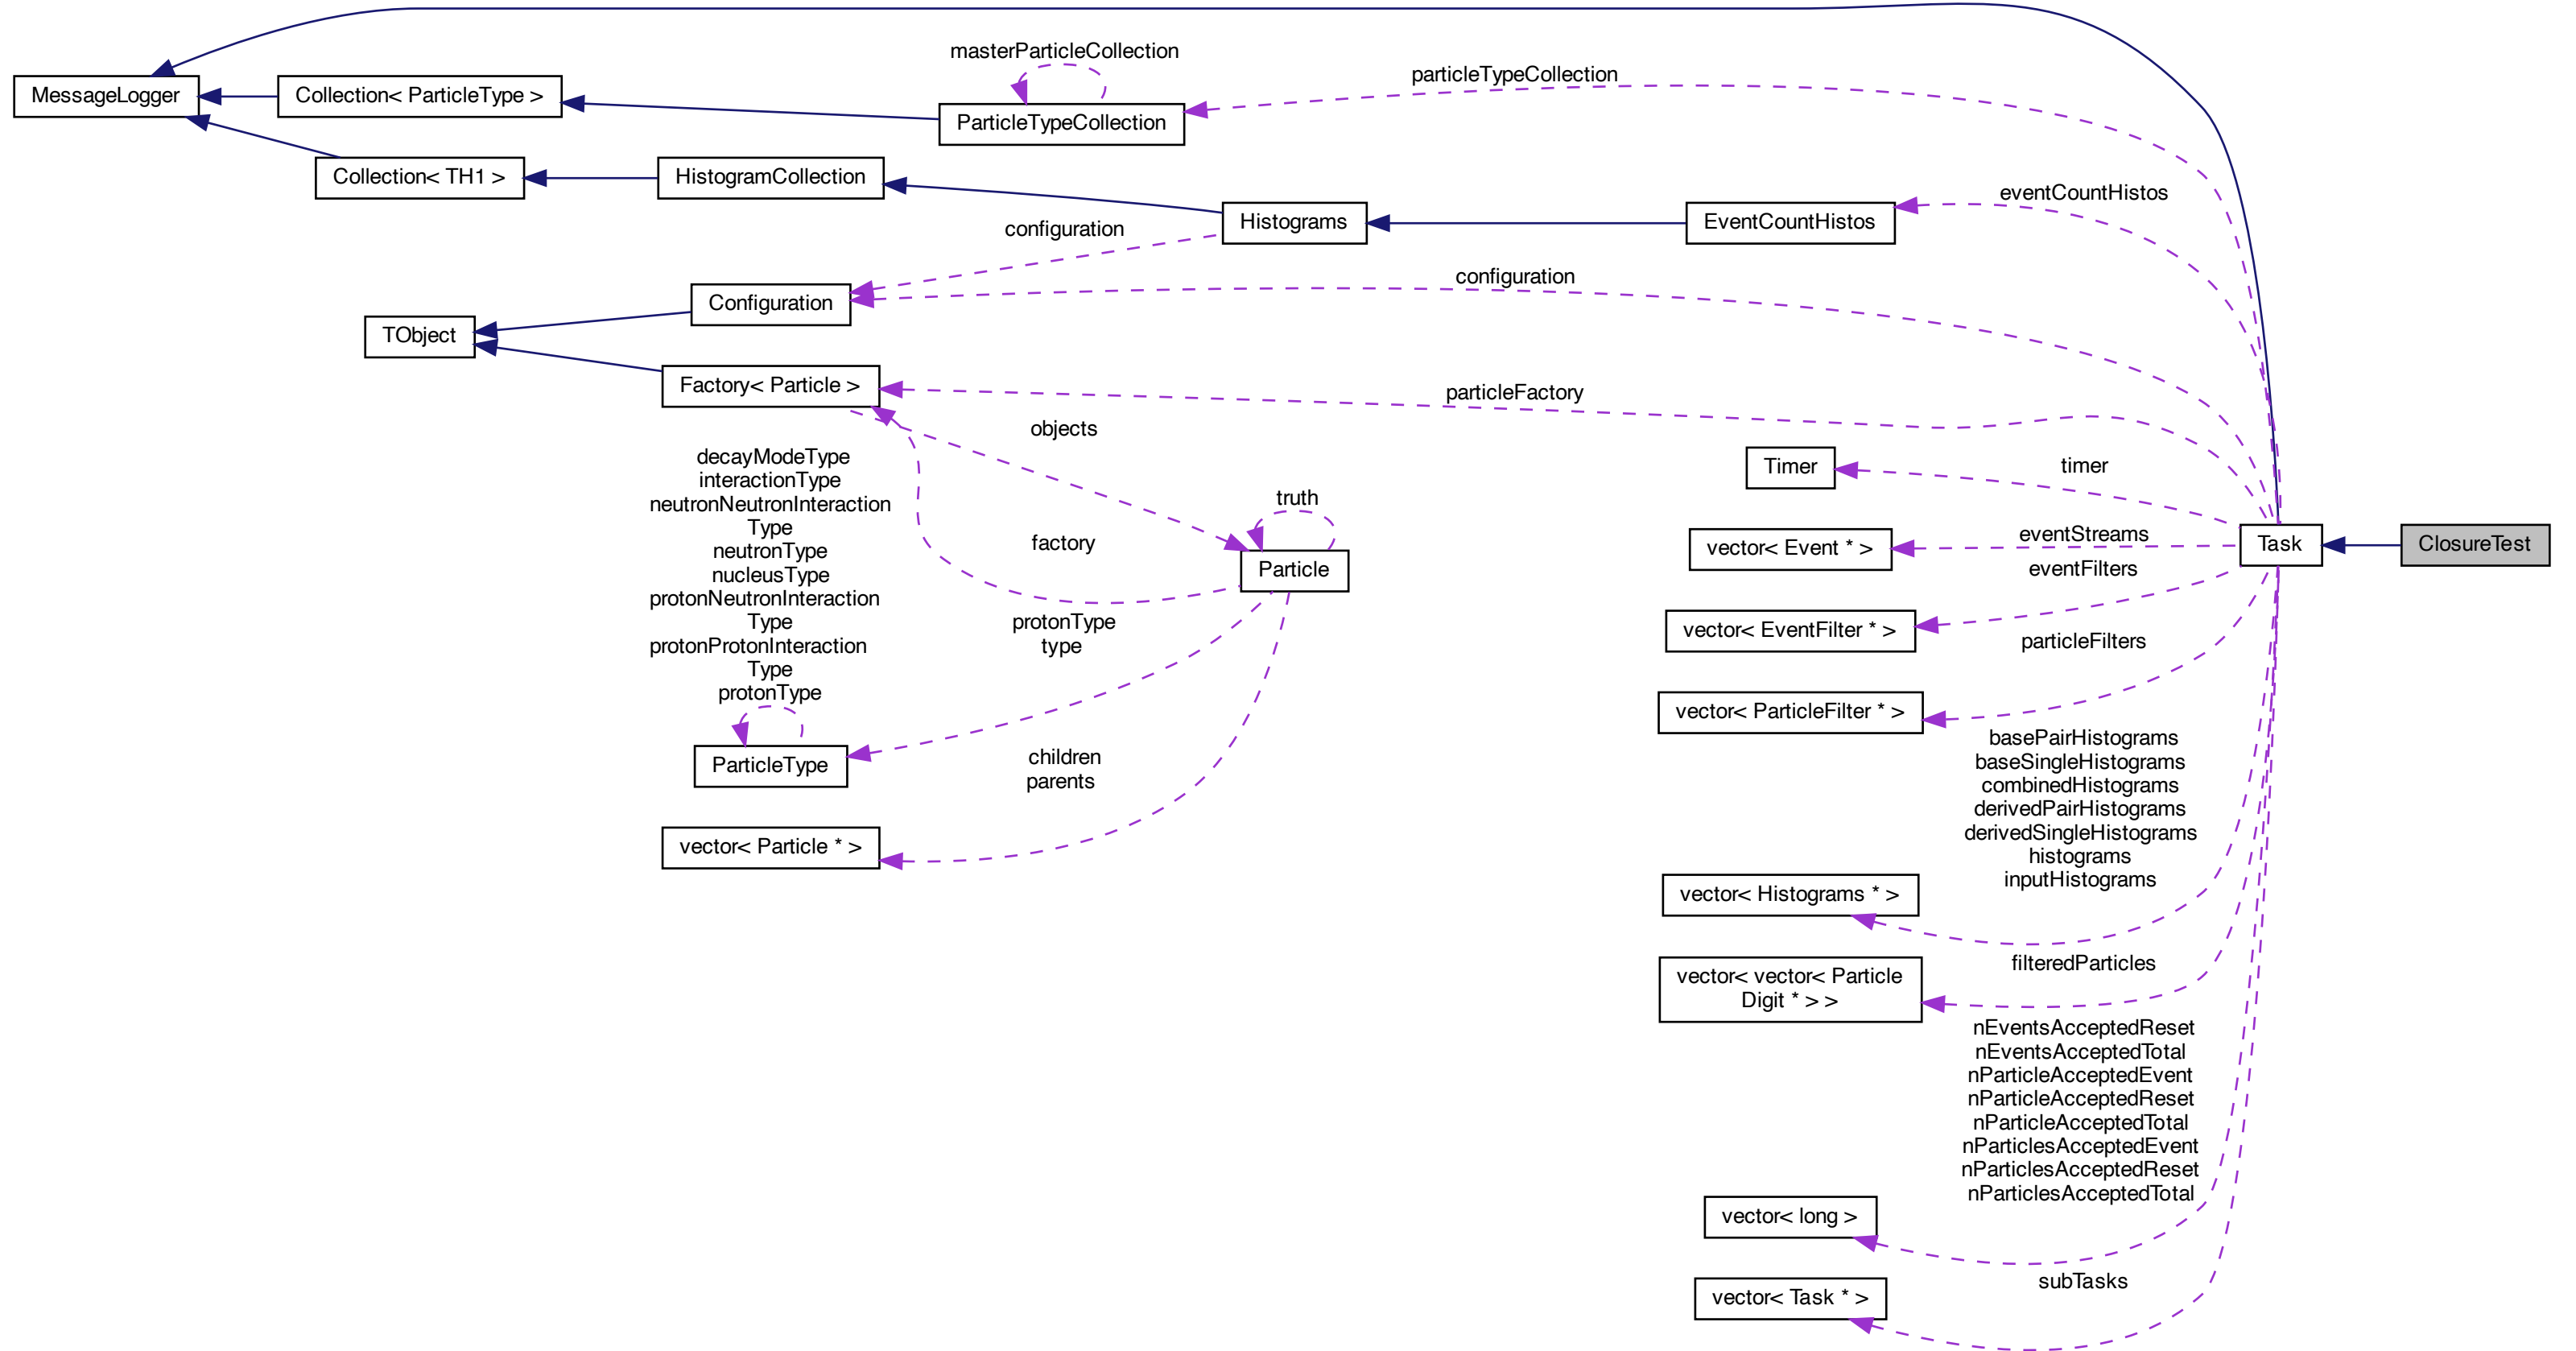 masterParticleCollection
particleTypeCollection
MessageLogger
Collection< ParticleType >
ParticleTypeCollection
Collection< TH1 >
HistogramCollection
eventCountHistos
Histograms
EventCountHistos
configuration
configuration
Configuration
TObject
Factory< Particle >
particleFactory
objects
decayModeType
interactionType
neutronNeutronInteraction
Type
neutronType
nucleusType
protonNeutronInteraction
Type
protonProtonInteraction
Type
protonType
truth
factory
Particle
protonType
type
ParticleType
children
parents
vector< Particle * >
Timer
timer
vector< Event * >
eventStreams
Task
ClosureTest
eventFilters
vector< EventFilter * >
particleFilters
vector< ParticleFilter * >
basePairHistograms
baseSingleHistograms
combinedHistograms
derivedPairHistograms
derivedSingleHistograms
histograms
inputHistograms
vector< Histograms * >
filteredParticles
vector< vector< Particle
Digit * > >
nEventsAcceptedReset
nEventsAcceptedTotal
nParticleAcceptedEvent
nParticleAcceptedReset
nParticleAcceptedTotal
nParticlesAcceptedEvent
nParticlesAcceptedReset
nParticlesAcceptedTotal
vector< long >
subTasks
vector< Task * >